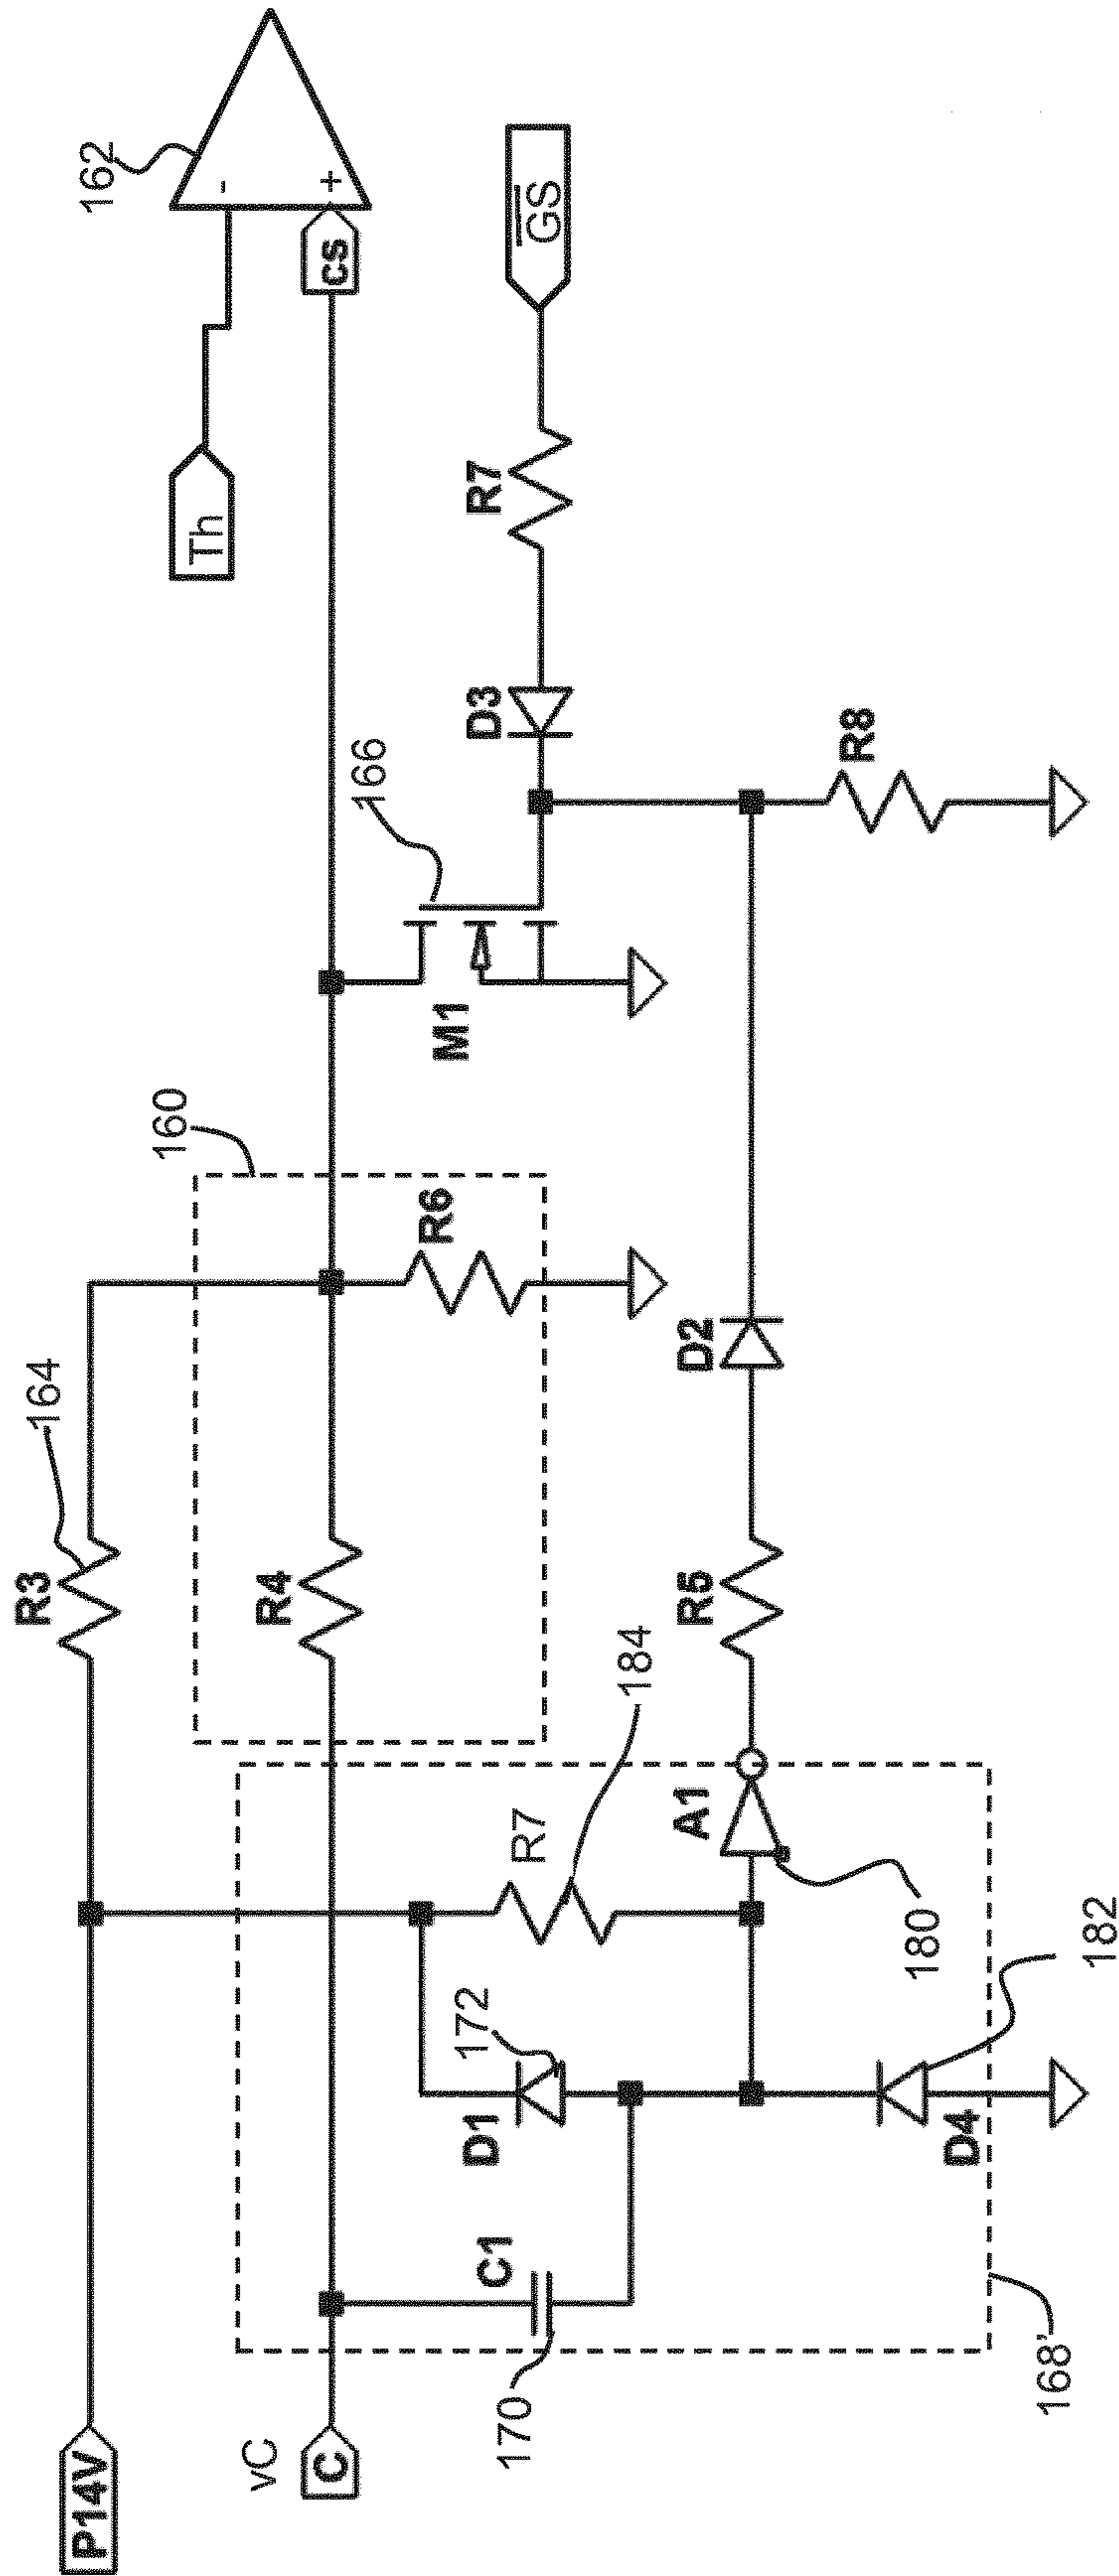 162
-
+
cs
Th
G̅S̅
R7
D3
166
R8
M1
160
R6
164
R3
D2
R4
R5
184
R7
A1
180
182
172
D1
D4
C1
170
168'
vC
C
P14V